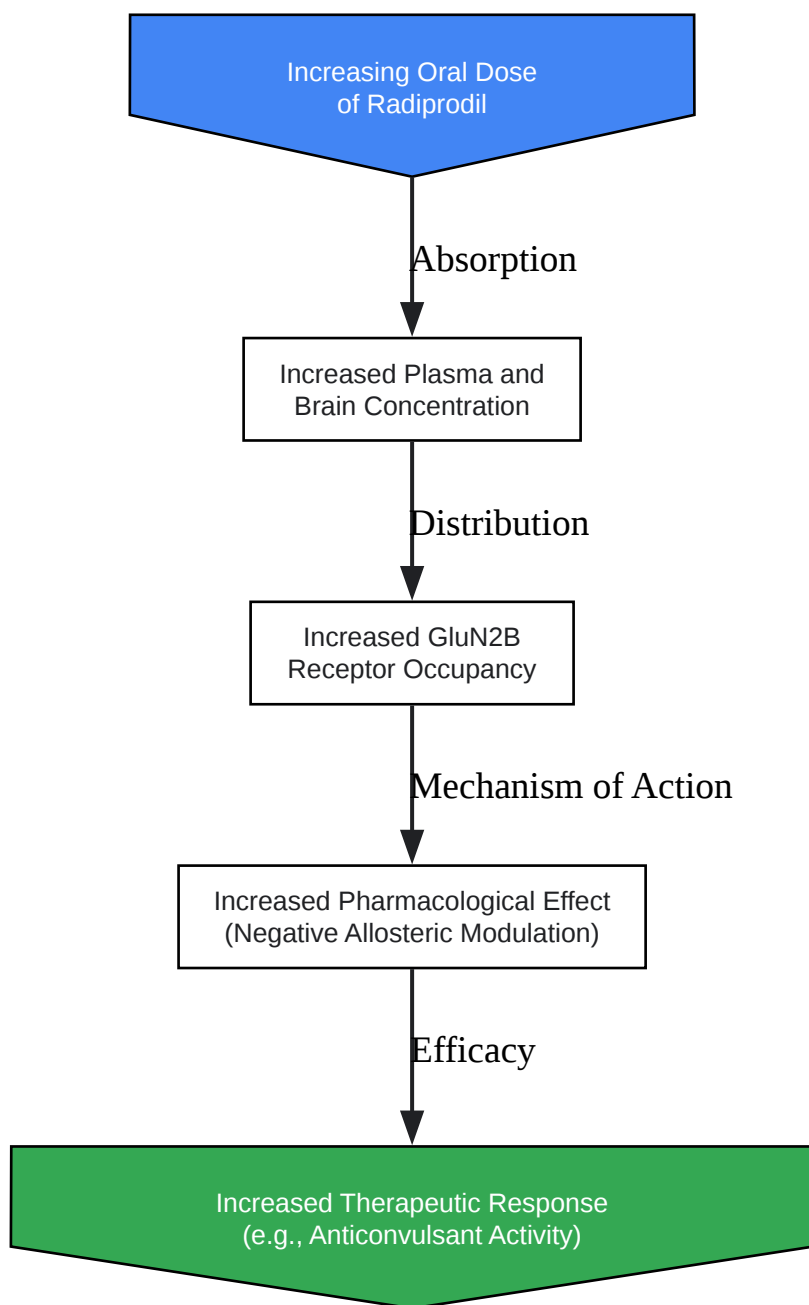 Increasing Oral Dose
of Radiprodil
Absorption
Increased Plasma and
Brain Concentration
Distribution
Increased GluN2B
Receptor Occupancy
Mechanism of Action
Increased Pharmacological Effect
(Negative Allosteric Modulation)
Efficacy
Increased Therapeutic Response
(e.g., Anticonvulsant Activity)